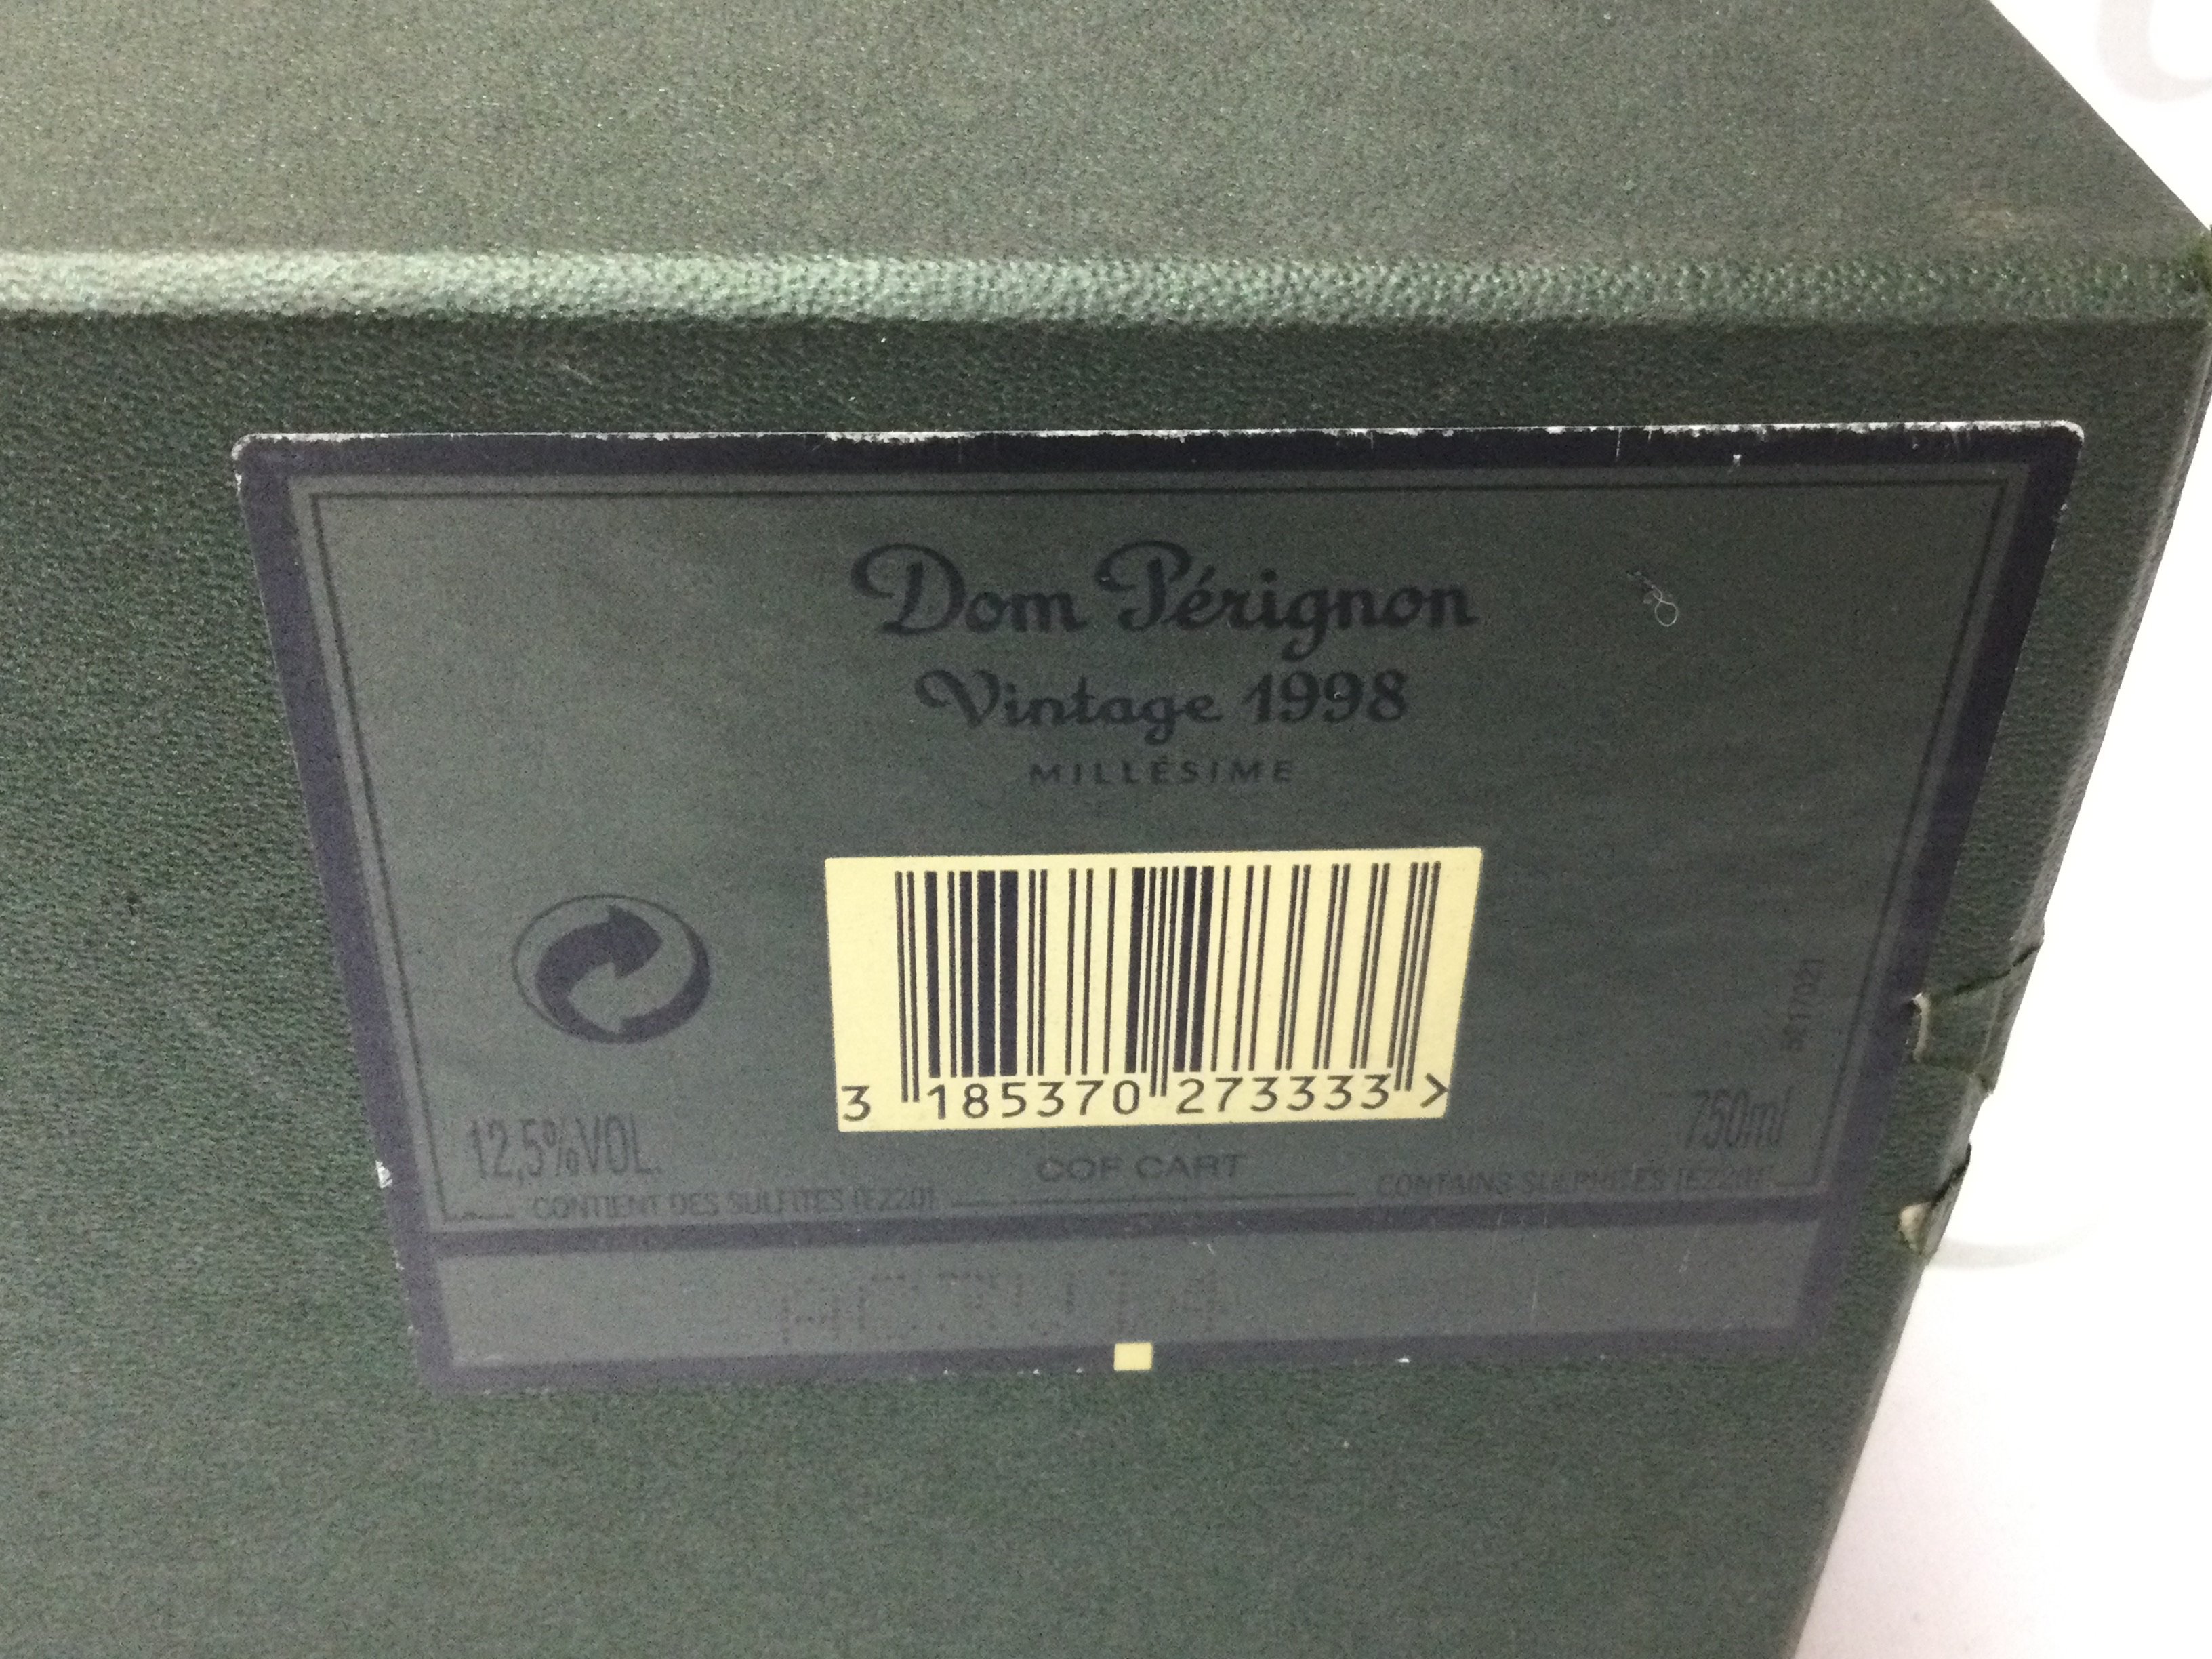 Dom Pérignon
Vintage 1998
MILLÉSIME
3 185370 273333 >
12,5%VOL.
750ml
COF CART
CONTIENT DES SULFITES (E220)
CONTAINS SULPHITES (E220)